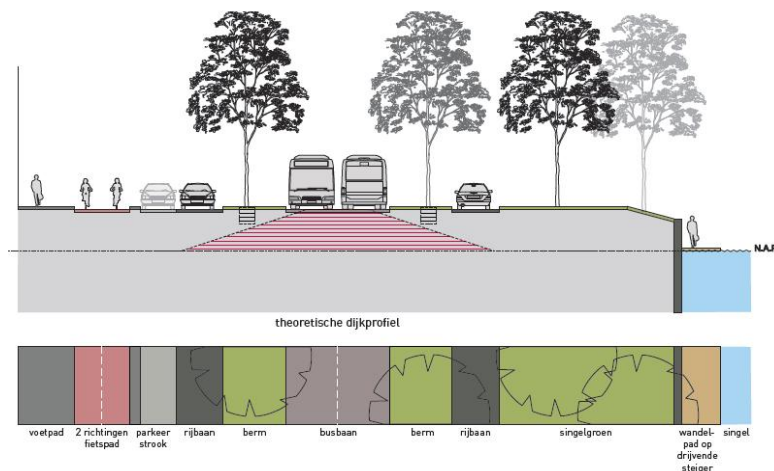 N.A.P.
theoretische dijkprofiel
voetpad
2 richtingen
fietspad
parkeer
strook
rijbaan
berm
busbaan
berm
rijbaan
singelgroen
wandel-
pad op
drijvende
steiger
singel